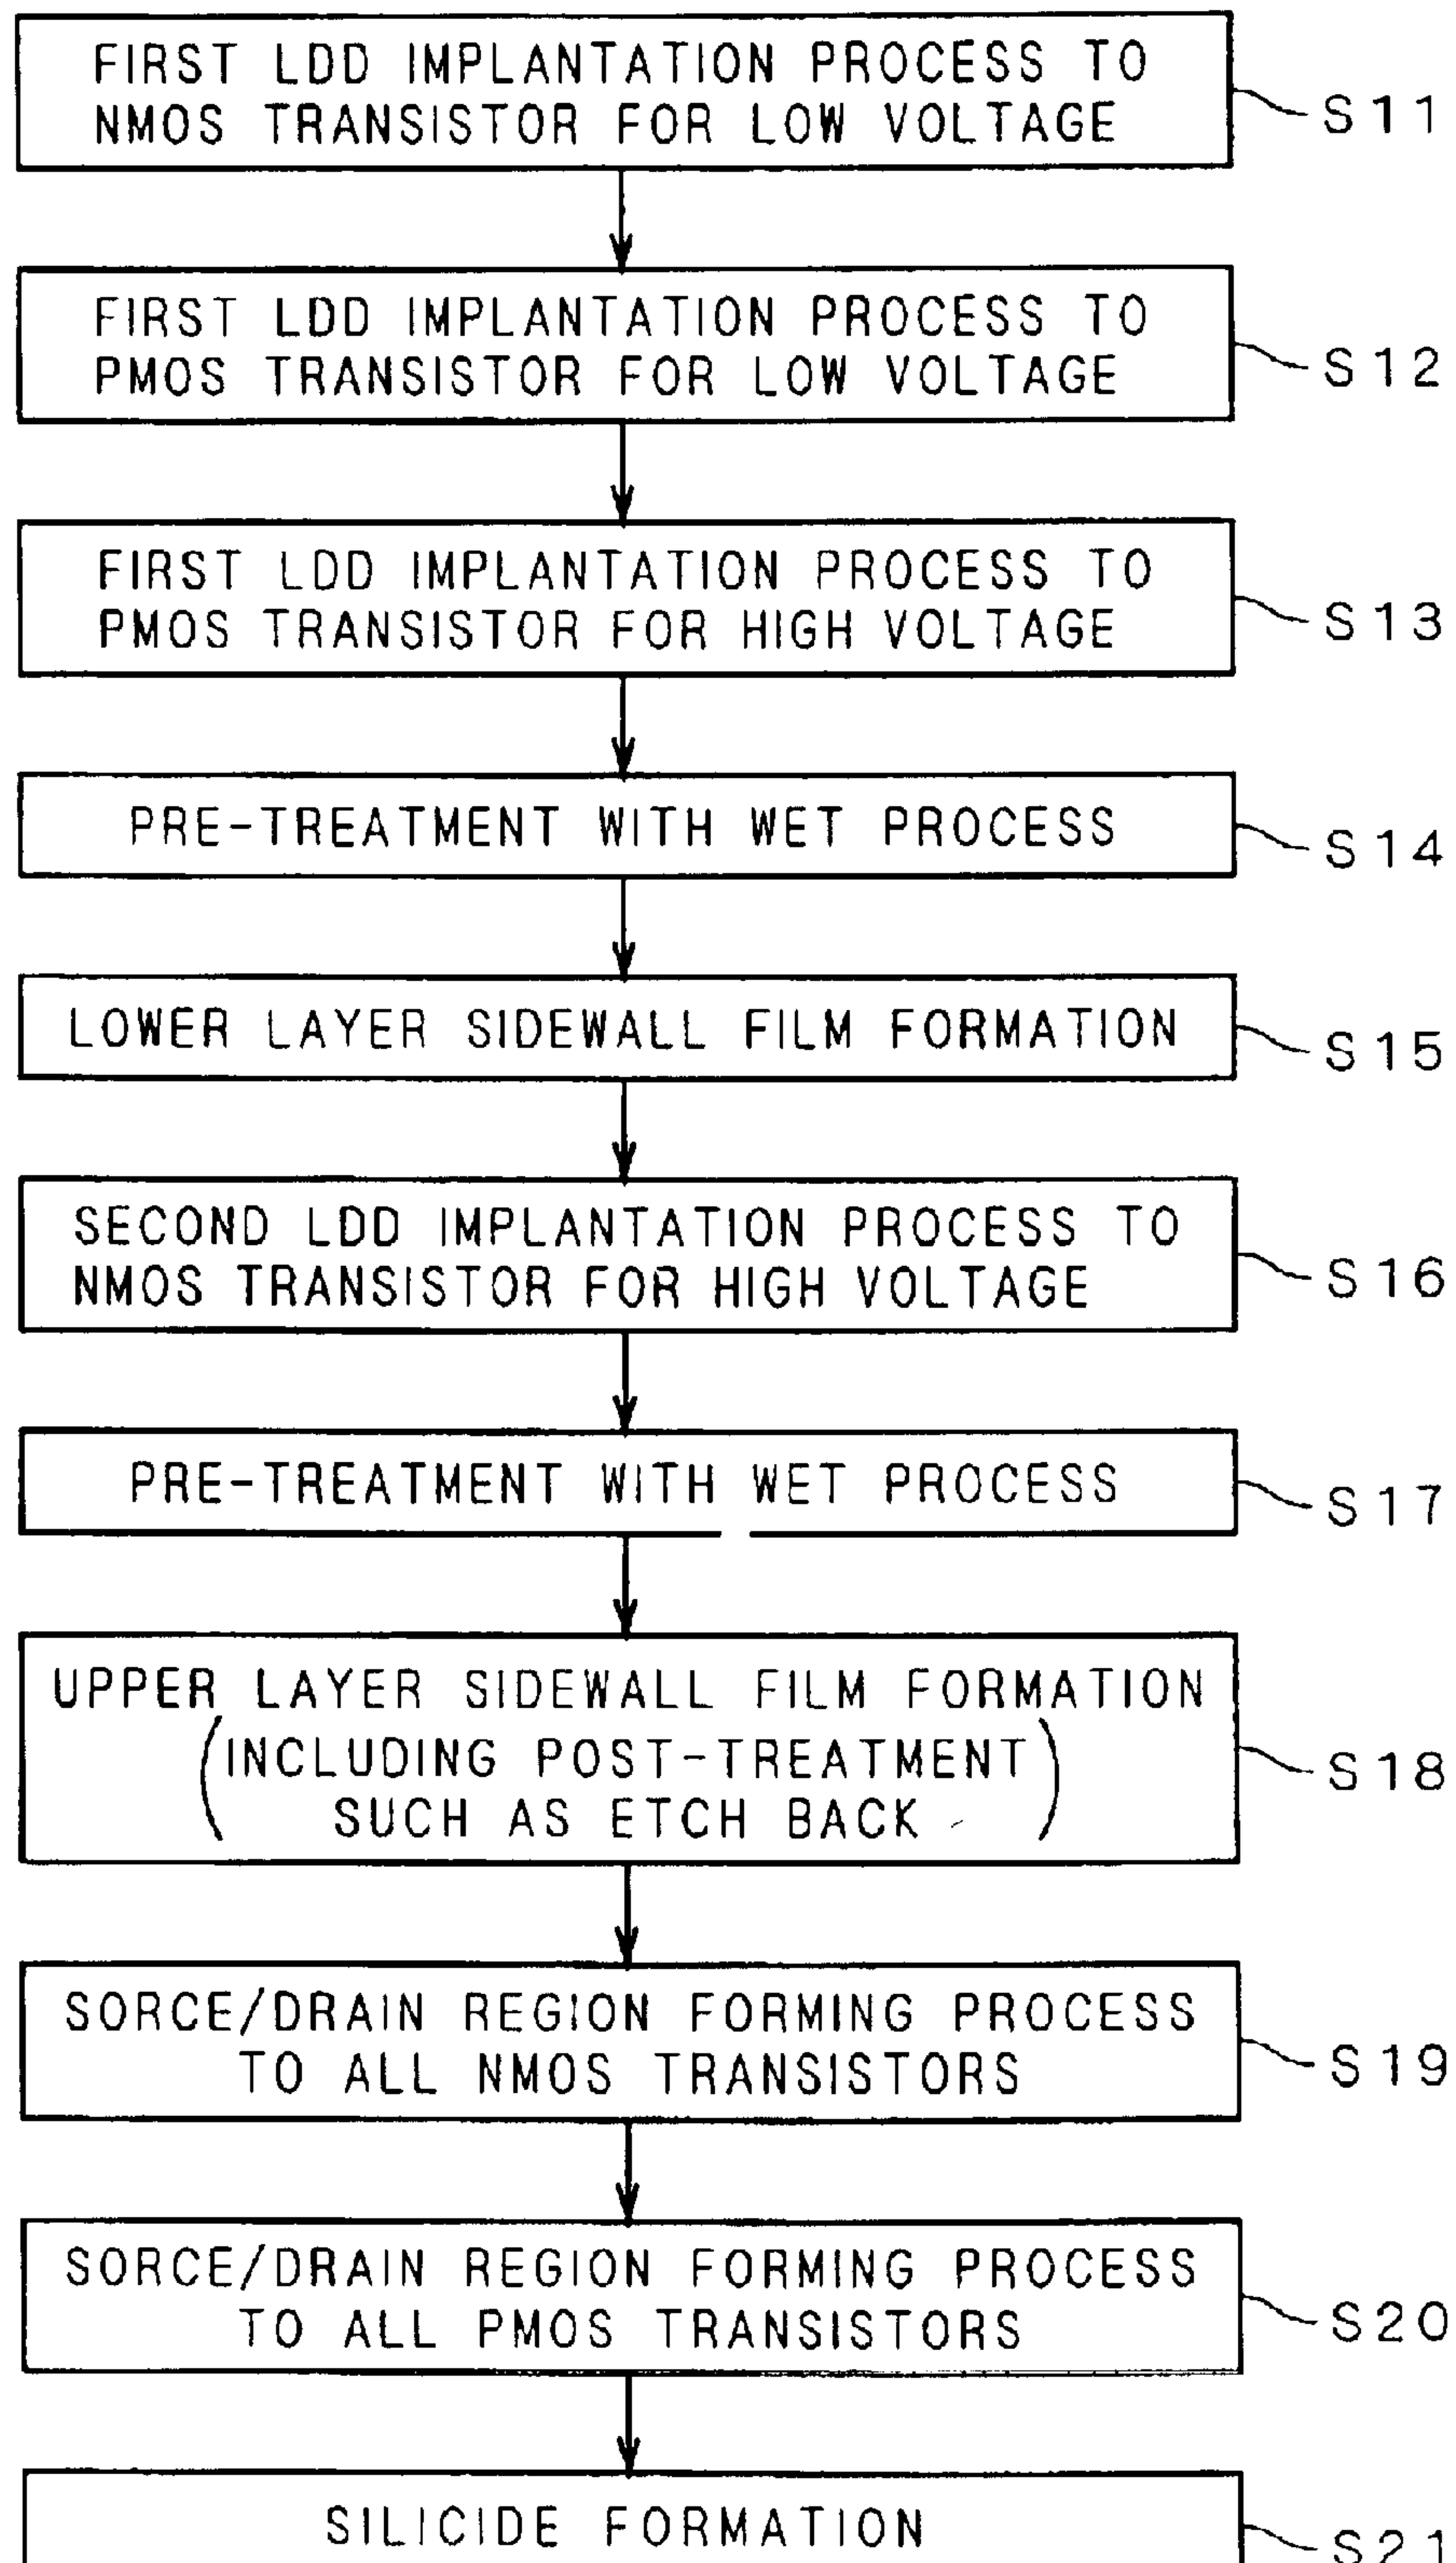 FIRST LDD IMPLANTATION PROCESS TO
NMOS TRANSISTOR FOR LOW VOLTAGE
S11
FIRST LDD IMPLANTATION PROCESS TO
PMOS TRANSISTOR FOR LOW VOLTAGE
S12
FIRST LDD IMPLANTATION PROCESS TO
PMOS TRANSISTOR FOR HIGH VOLTAGE
S13
PRE-TREATMENT WITH WET PROCESS
S14
LOWER LAYER SIDEWALL FILM FORMATION
S15
SECOND LDD IMPLANTATION PROCESS TO
NMOS TRANSISTOR FOR HIGH VOLTAGE
S16
PRE-TREATMENT WITH WET PROCESS
S17
UPPER LAYER SIDEWALL FILM FORMATION
(INCLUDING POST-TREATMENT
SUCH AS ETCH BACK)
S18
SORCE/DRAIN REGION FORMING PROCESS
TO ALL NMOS TRANSISTORS
S19
SORCE/DRAIN REGION FORMING PROCESS
TO ALL PMOS TRANSISTORS
S20
SILICIDE FORMATION
S21